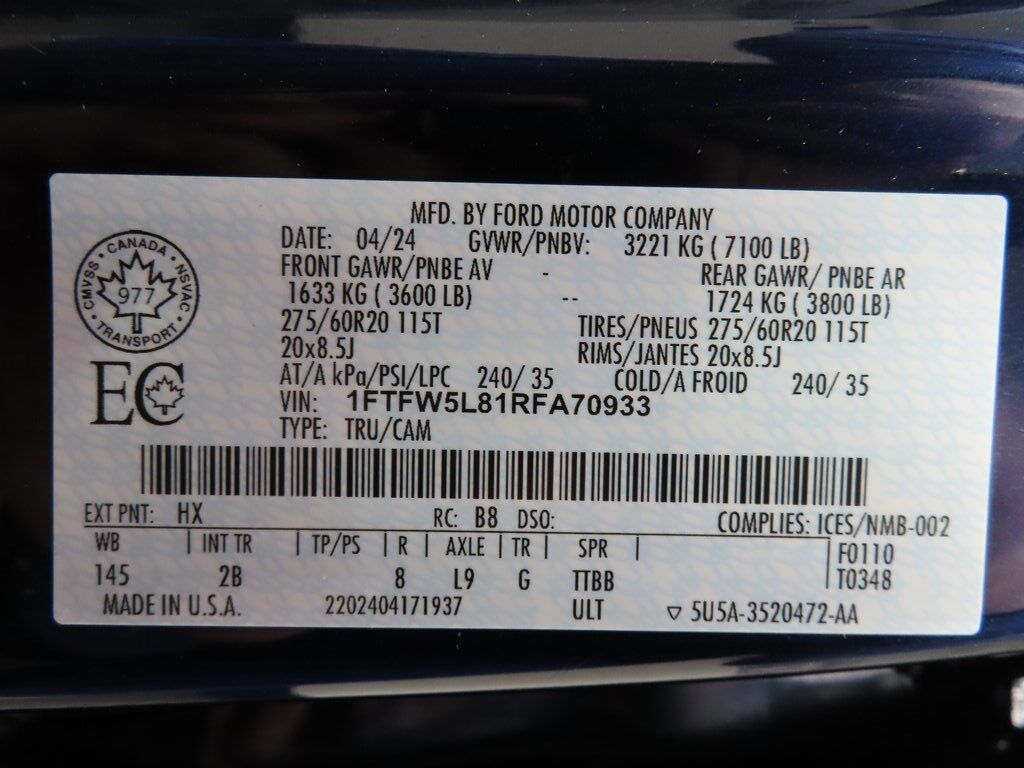 MFD. BY FORD MOTOR COMPANY
DATE: 04/24 GVWR/PNBV: 3221 KG ( 7100 LB)
FRONT GAWR/PNBE AV - REAR GAWR/ PNBE AR
1633 KG ( 3600 LB) -- 1724 KG ( 3800 LB)
275/60R20 115T TIRES/PNEUS 275/60R20 115T
20x8.5J RIMS/JANTES 20x8.5J
AT/A kPa/PSI/LPC 240/ 35 COLD/A FROID 240/ 35
VIN: 1FTFW5L81RFA70933
TYPE: TRU/CAM
CANADA
CMVSS • NSVAC
977
TRANSPORT
EC
EXT PNT: HX RC: B8 DSO: COMPLIES: ICES/NMB-002
WB | INT TR | TP/PS | R | AXLE | TR | SPR | F0110
145 2B 8 L9 G TTBB T0348
MADE IN U.S.A. 2202404171937 ULT ▽ 5U5A-3520472-AA